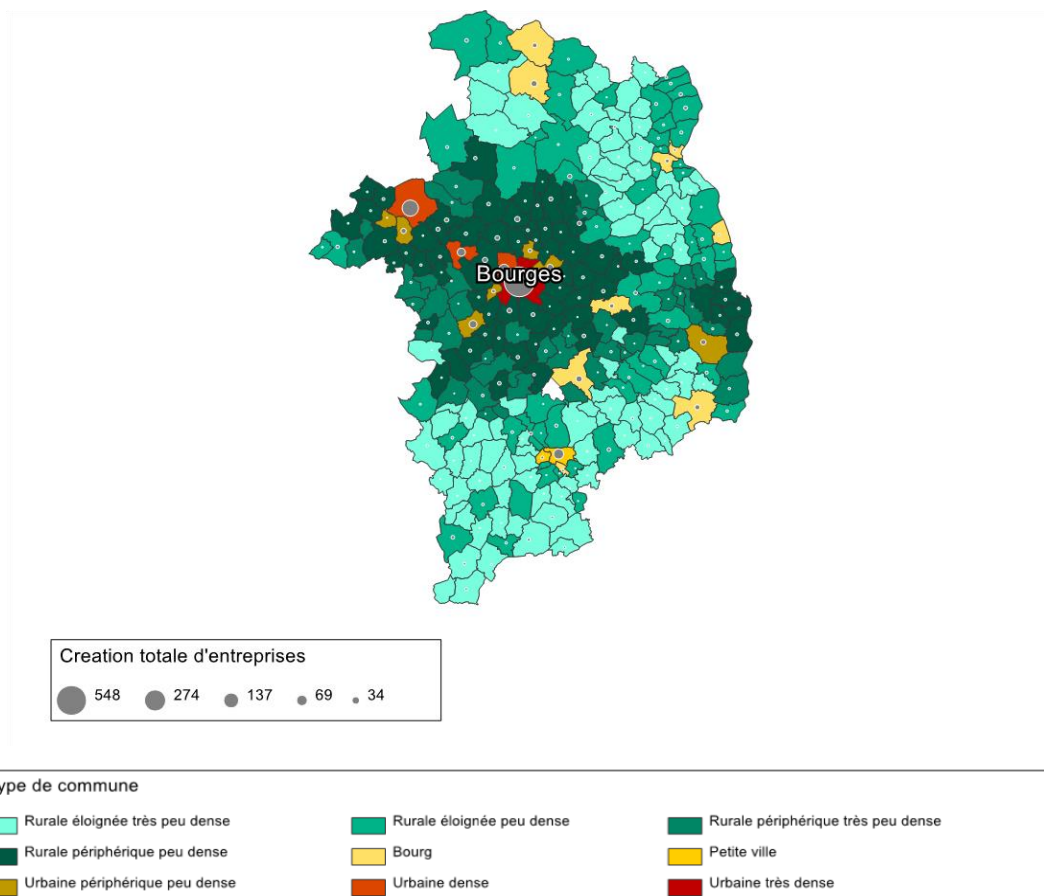 Bourges
Creation totale d'entreprises
548 274 137 69 34
ype de commune
Rurale éloignée très peu dense Rurale éloignée peu dense Rurale périphérique très peu dense
Rurale périphérique peu dense Bourg Petite ville
Urbaine périphérique peu dense Urbaine dense Urbaine très dense